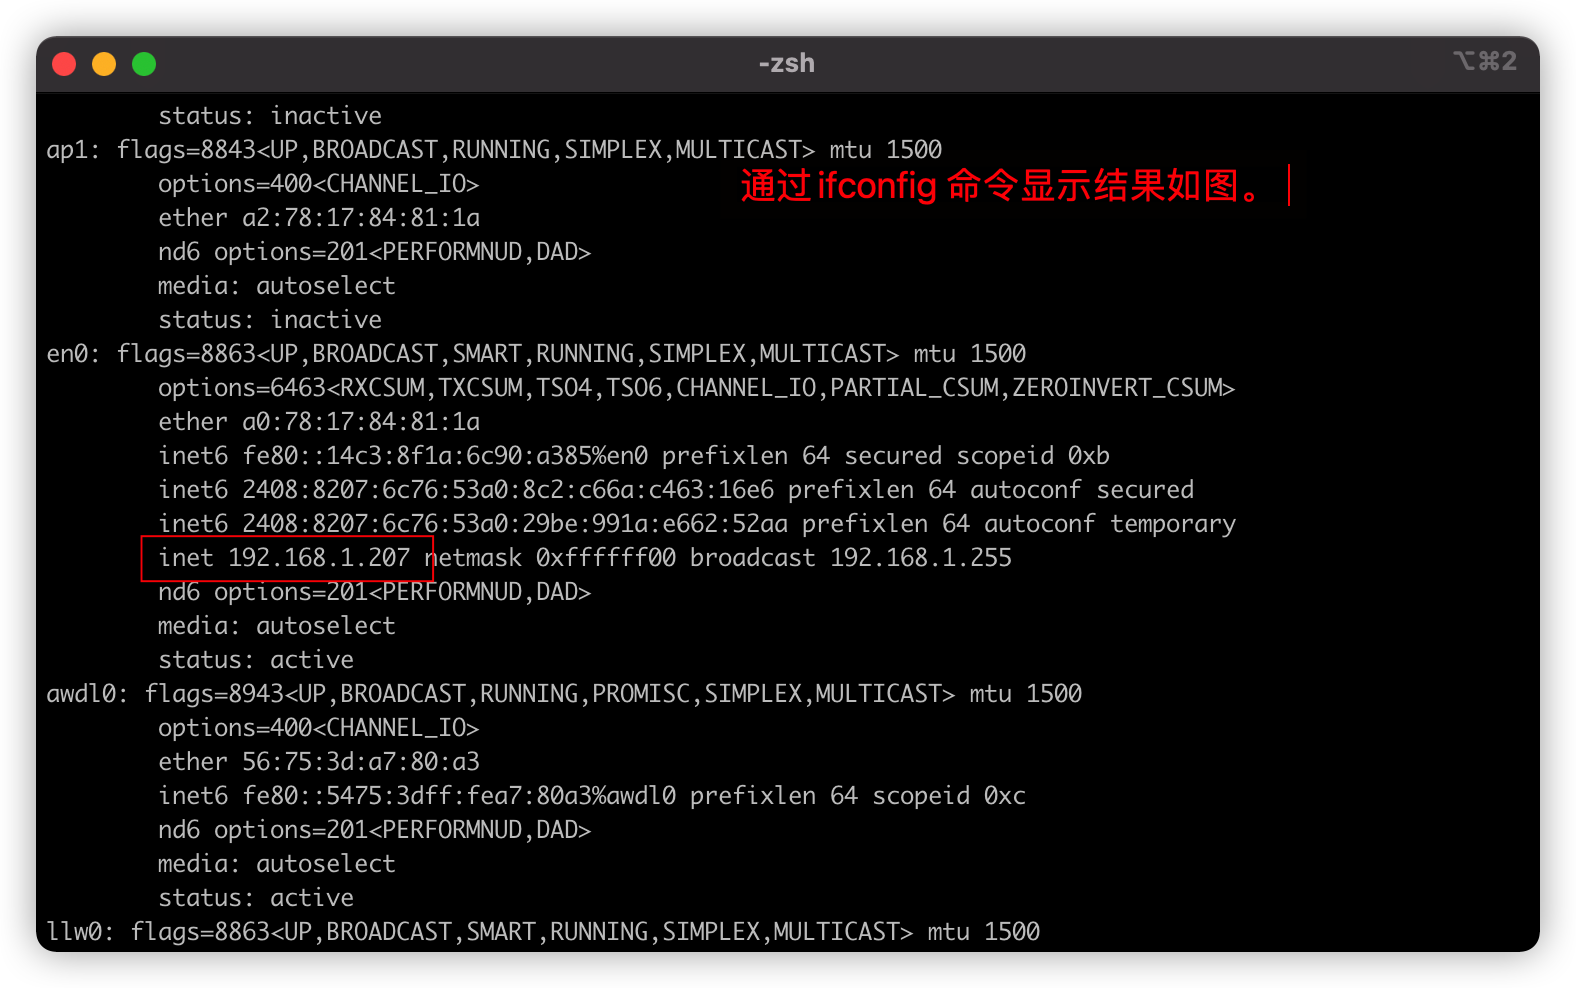 -zsh
⌥⌘2
status: inactive
ap1: flags=8843<UP,BROADCAST,RUNNING,SIMPLEX,MULTICAST> mtu 1500
options=400<CHANNEL_IO>
通过ifconfig 命令显示结果如图。
ether a2:78:17:84:81:1a
nd6 options=201<PERFORMNUD,DAD>
media: autoselect
status: inactive
en0: flags=8863<UP,BROADCAST,SMART,RUNNING,SIMPLEX,MULTICAST> mtu 1500
options=6463<RXCSUM,TXCSUM,TSO4,TSO6,CHANNEL_IO,PARTIAL_CSUM,ZEROINVERT_CSUM>
ether a0:78:17:84:81:1a
inet6 fe80::14c3:8f1a:6c90:a385%en0 prefixlen 64 secured scopeid 0xb
inet6 2408:8207:6c76:53a0:8c2:c66a:c463:16e6 prefixlen 64 autoconf secured
inet6 2408:8207:6c76:53a0:29be:991a:e662:52aa prefixlen 64 autoconf temporary
inet 192.168.1.207 netmask 0xffffff00 broadcast 192.168.1.255
nd6 options=201<PERFORMNUD,DAD>
media: autoselect
status: active
awdl0: flags=8943<UP,BROADCAST,RUNNING,PROMISC,SIMPLEX,MULTICAST> mtu 1500
options=400<CHANNEL_IO>
ether 56:75:3d:a7:80:a3
inet6 fe80::5475:3dff:fea7:80a3%awdl0 prefixlen 64 scopeid 0xc
nd6 options=201<PERFORMNUD,DAD>
media: autoselect
status: active
llw0: flags=8863<UP,BROADCAST,SMART,RUNNING,SIMPLEX,MULTICAST> mtu 1500